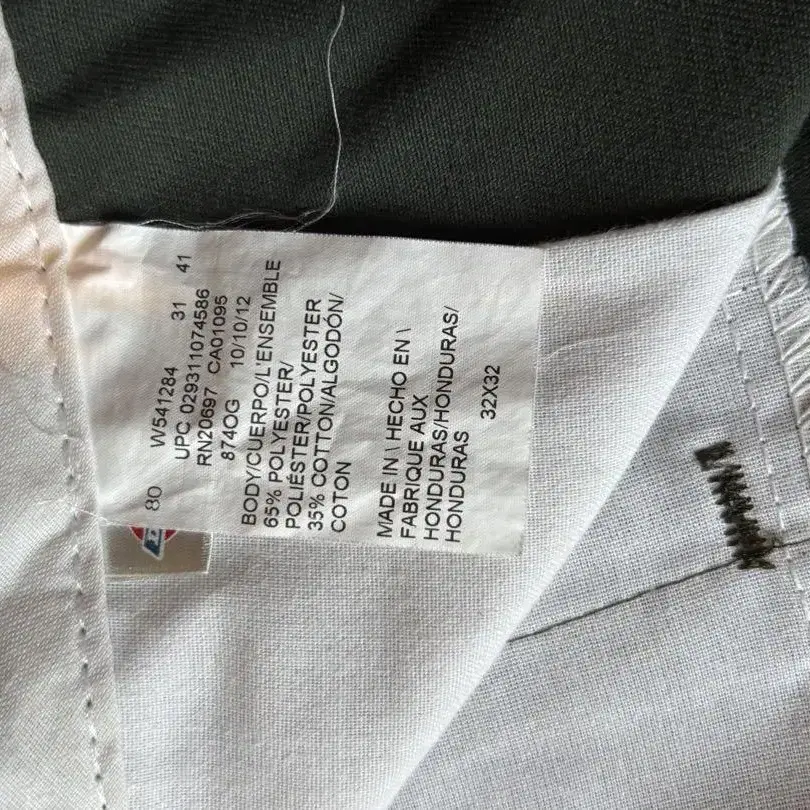 80
W541284 31 41
UPC 029311074586
RN20697 CA01095
874OG 10/10/12
BODY/CUERPO/L'ENSEMBLE
65% POLYESTER/
POLIÉSTER/POLYESTER
35% COTTON/ALGODÓN/
COTON
MADE IN \ HECHO EN \
FABRIQUE AUX
HONDURAS/HONDURAS/
HONDURAS
32X32